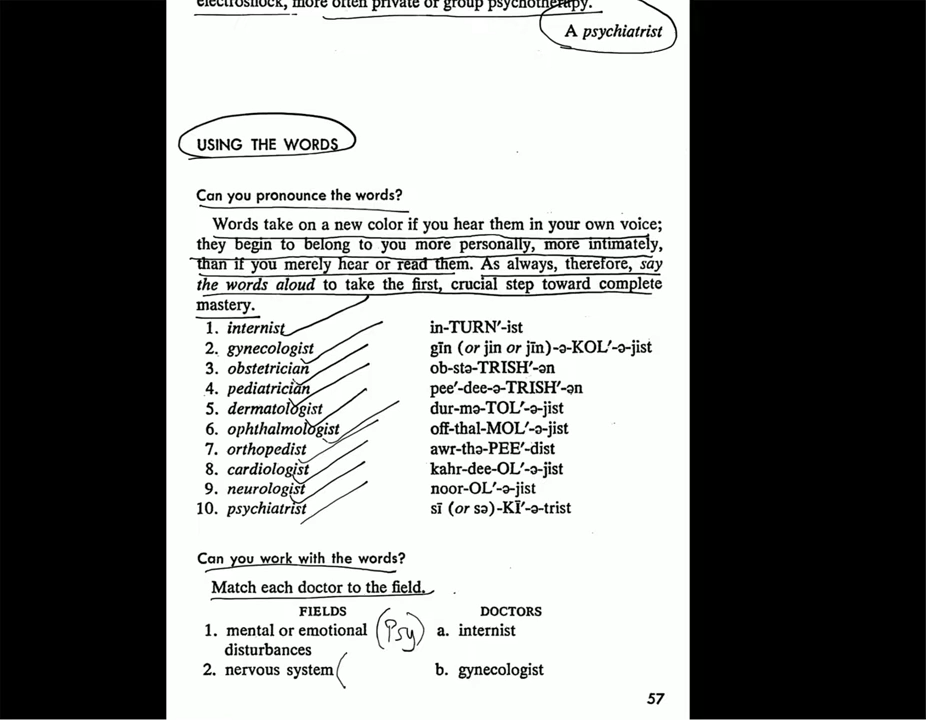 electroshock, more often private or group psychotherapy.
A psychiatrist
USING THE WORDS
Can you pronounce the words?
Words take on a new color if you hear them in your own voice;
they begin to belong to you more personally, more intimately,
than if you merely hear or read them. As always, therefore, say
the words aloud to take the first, crucial step toward complete
mastery.
1. internist in-TURN′-ist
2. gynecologist gīn (or jin or jīn)-ə-KOL′-ə-jist
3. obstetrician ob-stə-TRISH′-ən
4. pediatrician pee′-dee-ə-TRISH′-ən
5. dermatologist dur-mə-TOL′-ə-jist
6. ophthalmologist off-thal-MOL′-ə-jist
7. orthopedist awr-thə-PEE′-dist
8. cardiologist kahr-dee-OL′-ə-jist
9. neurologist noor-OL′-ə-jist
10. psychiatrist sī (or sə)-KĪ′-ə-trist
Can you work with the words?
Match each doctor to the field.
FIELDS DOCTORS
1. mental or emotional (Psy) a. internist
disturbances
2. nervous system ( b. gynecologist
57